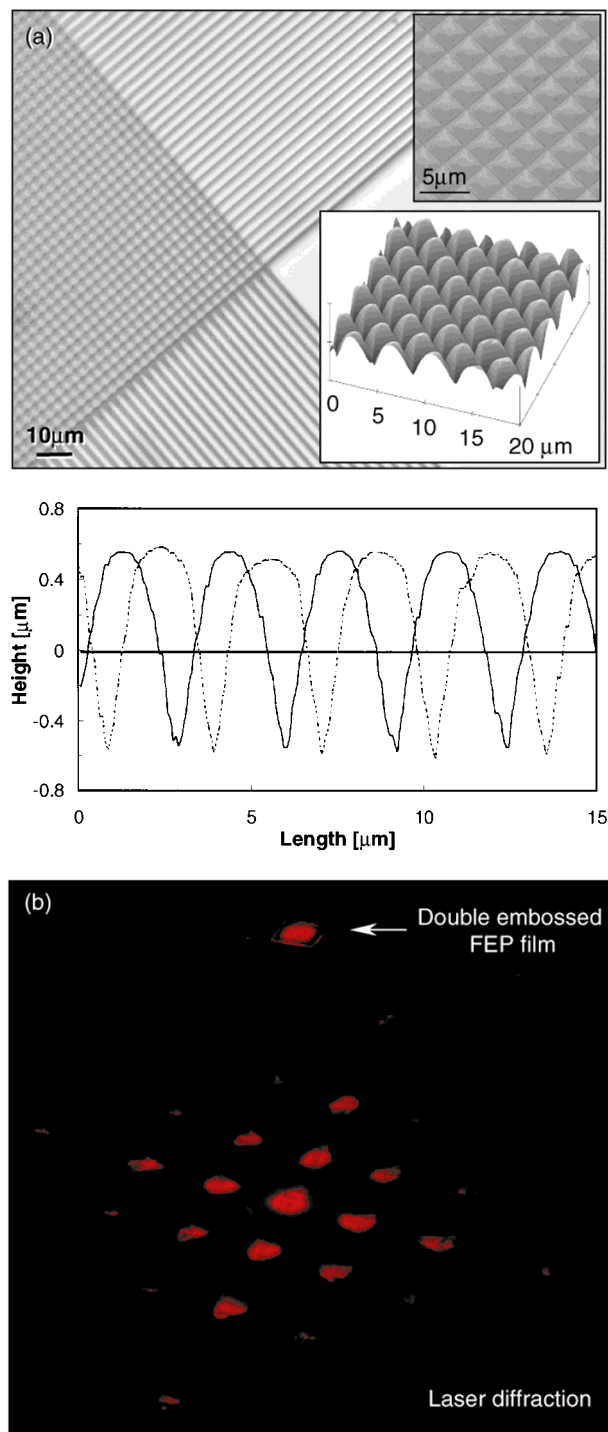 (a)
5μm
0
5
10
15
20 μm
10μm
0.8
0.4
0
-0.4
-0.8
Height [μm]
0
5
10
15
Length [μm]
(b)
Double embossed
FEP film
Laser diffraction